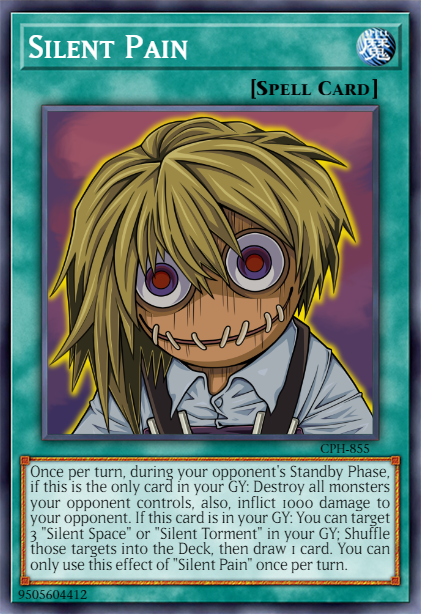 Silent Pain
魔
[Spell Card]
CPH-855
Once per turn, during your opponent's Standby Phase,
if this is the only card in your GY: Destroy all monsters
your opponent controls, also, inflict 1000 damage to
your opponent. If this card is in your GY: You can target
3 "Silent Space" or "Silent Torment" in your GY; Shuffle
those targets into the Deck, then draw 1 card. You can
only use this effect of "Silent Pain" once per turn.
9505604412